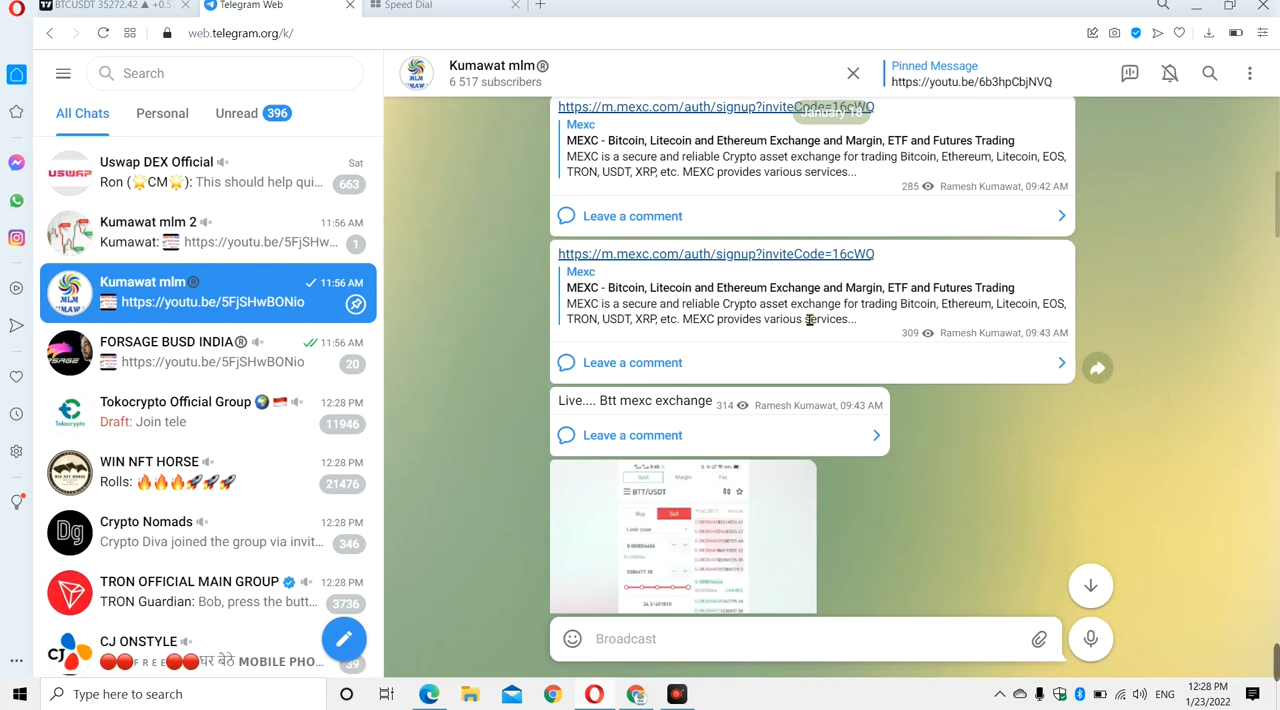 BTCUSDT 35272.42 ▲ +0.5
Telegram Web
Speed Dial
web.telegram.org/k/
Search
All Chats
Personal
Unread 396
Uswap DEX Official
Sat
Ron (🌟CM🌟): This should help qui...
663
Kumawat mlm 2
11:56 AM
Kumawat: https://youtu.be/5FjSHw...
1
Kumawat mlm®
11:56 AM
https://youtu.be/5FjSHwBONio
FORSAGE BUSD INDIA®
11:56 AM
https://youtu.be/5FjSHwBONio
20
Tokocrypto Official Group
12:28 PM
Draft: Join tele
11946
WIN NFT HORSE
12:28 PM
Rolls: 🔥🔥🔥🚀🚀🚀
21476
Crypto Nomads
12:28 PM
Crypto Diva joined the group via invit...
346
TRON OFFICIAL MAIN GROUP
12:28 PM
TRON Guardian: Bob, press the butt...
3736
CJ ONSTYLE
12:28 PM
🔴🔴FREE🔴🔴घर बैठे MOBILE PHO...
39
Kumawat mlm®
6 517 subscribers
Pinned Message
https://youtu.be/6b3hpCbjNVQ
January 18
https://m.mexc.com/auth/signup?inviteCode=16cWQ
Mexc
MEXC - Bitcoin, Litecoin and Ethereum Exchange and Margin, ETF and Futures Trading
MEXC is a secure and reliable Crypto asset exchange for trading Bitcoin, Ethereum, Litecoin, EOS,
TRON, USDT, XRP, etc. MEXC provides various services...
285 Ramesh Kumawat, 09:42 AM
Leave a comment
https://m.mexc.com/auth/signup?inviteCode=16cWQ
Mexc
MEXC - Bitcoin, Litecoin and Ethereum Exchange and Margin, ETF and Futures Trading
MEXC is a secure and reliable Crypto asset exchange for trading Bitcoin, Ethereum, Litecoin, EOS,
TRON, USDT, XRP, etc. MEXC provides various services...
309 Ramesh Kumawat, 09:43 AM
Leave a comment
Live.... Btt mexc exchange
314 Ramesh Kumawat, 09:43 AM
Leave a comment
Spot Margin
BTT/USDT
Buy Sell
Limit order
Broadcast
Type here to search
ENG
12:28 PM
1/23/2022